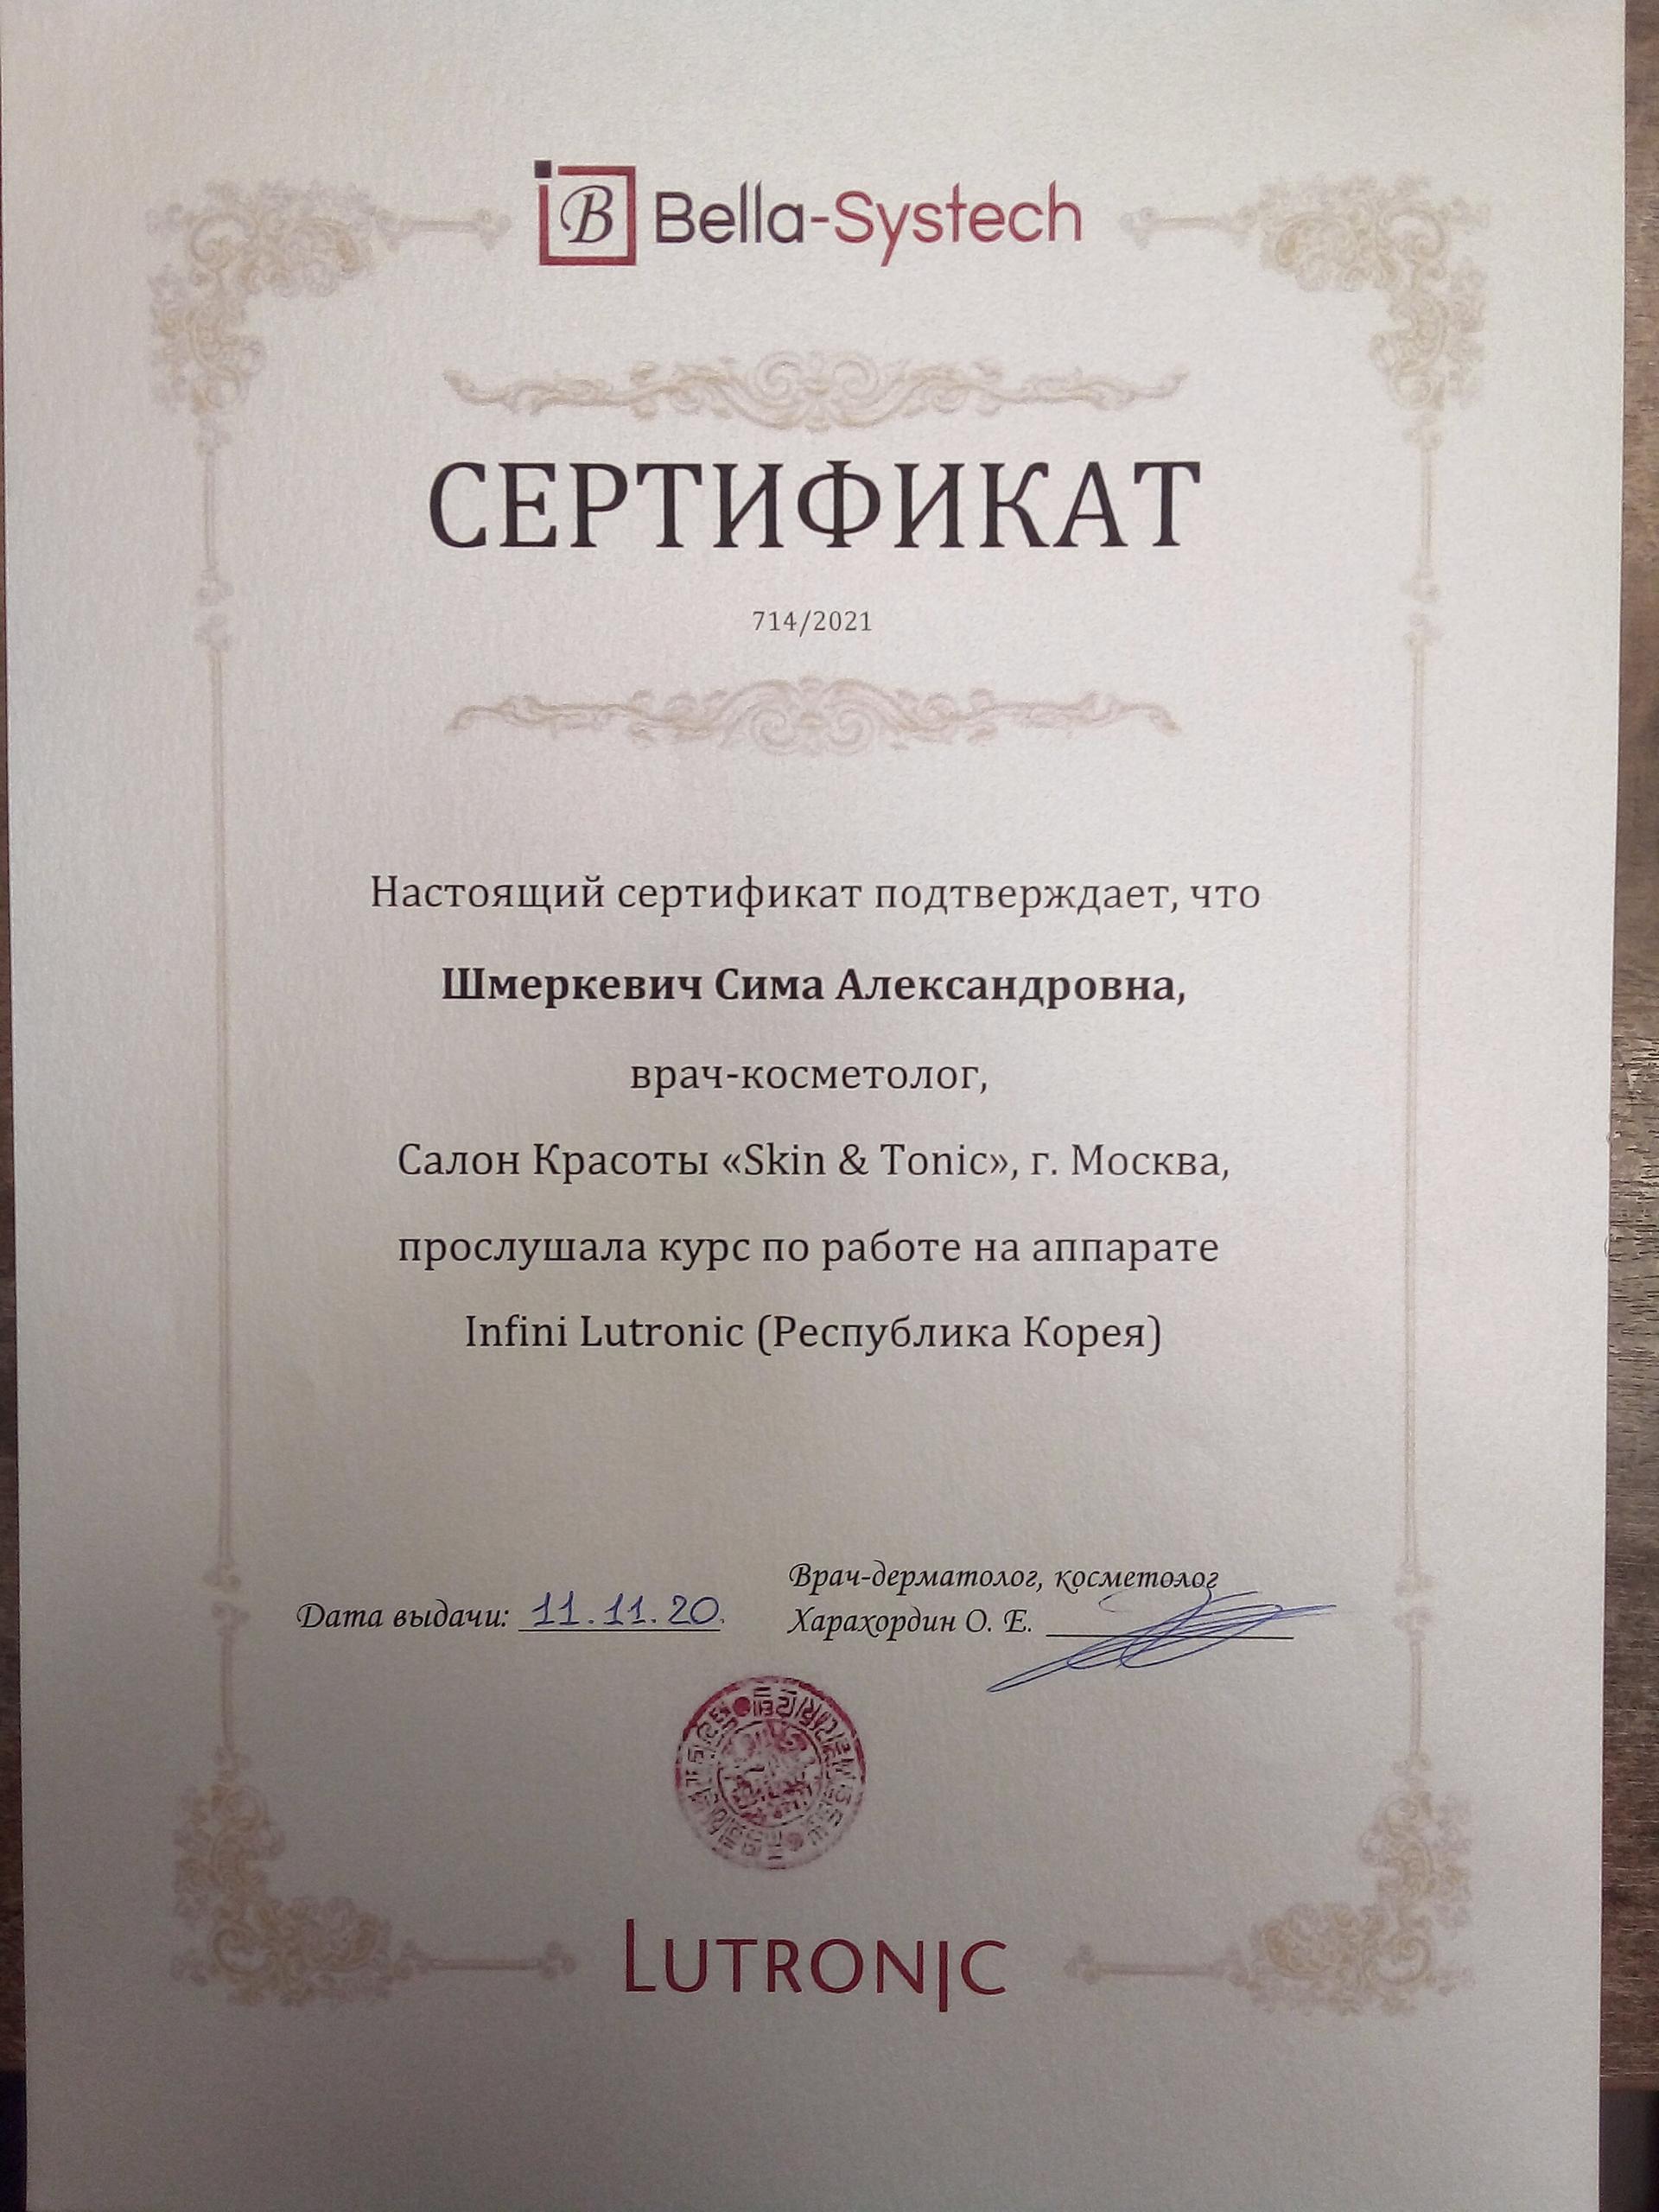 B Bella-Systech
СЕРТИФИКАТ
714/2021
Настоящий сертификат подтверждает, что
Шмеркевич Сима Александровна,
врач-косметолог,
Салон Красоты «Skin & Tonic», г. Москва,
прослушала курс по работе на аппарате
Infini Lutronic (Республика Корея)
Врач-дерматолог, косметолог
Дата выдачи: 11.11.20. Харахордин О. Е.
LUTRONIC